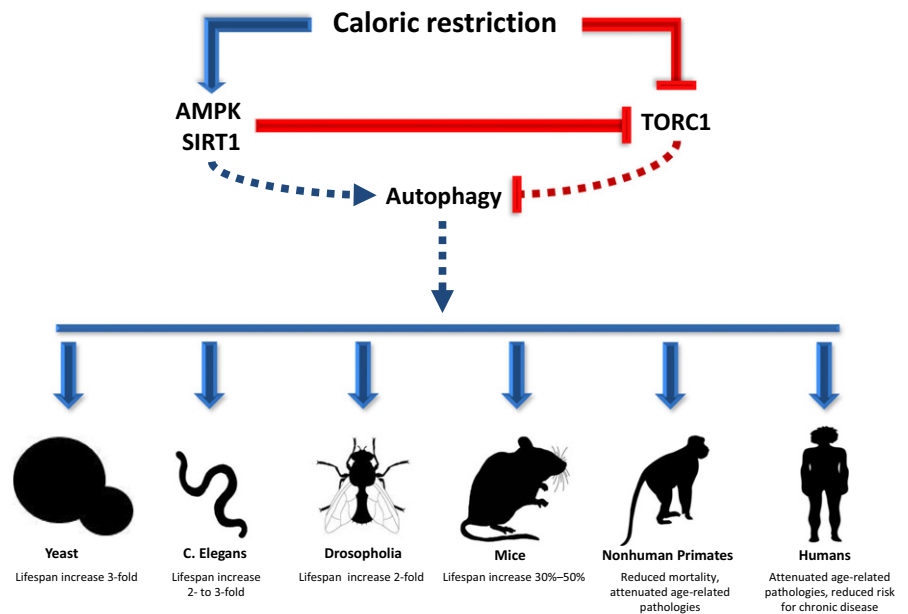 Caloric restriction
AMPK
SIRT1
TORC1
Autophagy
Yeast
Lifespan increase 3-fold
C. Elegans
Lifespan increase
2- to 3-fold
Drosopholia
Lifespan increase 2-fold
Mice
Lifespan increase 30%–50%
Nonhuman Primates
Reduced mortality,
attenuated age-related
pathologies
Humans
Attenuated age-related
pathologies, reduced risk
for chronic disease